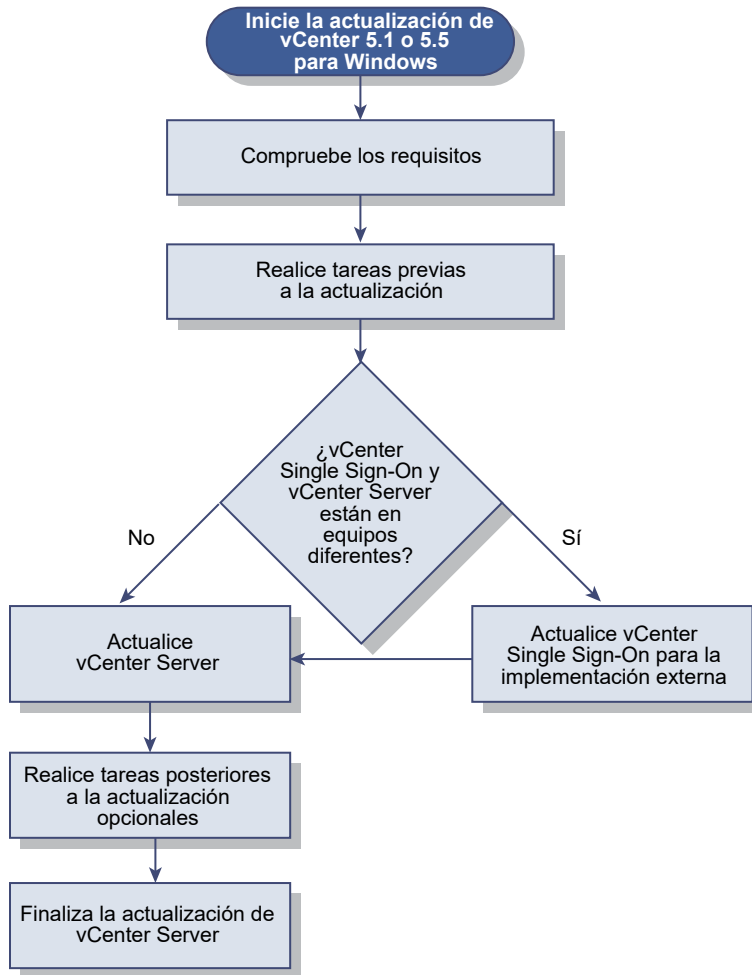 Inicie la actualización de
vCenter 5.1 o 5.5
para Windows
Compruebe los requisitos
Realice tareas previas
a la actualización
¿vCenter
Single Sign-On y
vCenter Server
están en
equipos
diferentes?
No
Sí
Actualice
vCenter Server
Actualice vCenter
Single Sign-On para la
implementación externa
Realice tareas posteriores
a la actualización
opcionales
Finaliza la actualización de
vCenter Server